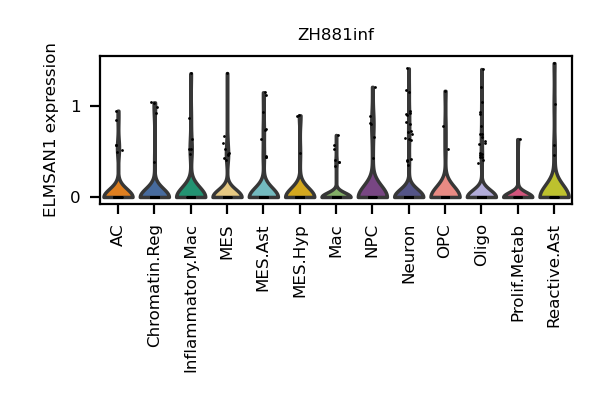 ZH881inf
ELMSAN1 expression
1
0
AC
Chromatin.Reg
Inflammatory.Mac
MES
MES.Ast
MES.Hyp
Mac
NPC
Neuron
OPC
Oligo
Prolif.Metab
Reactive.Ast